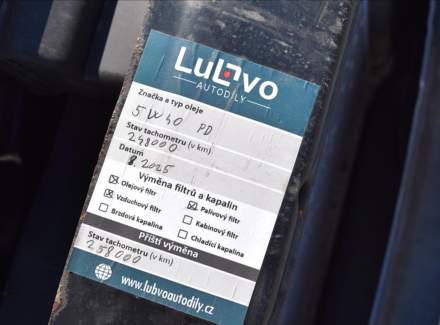 LuBvo
AUTODÍLY
Značka a typ oleje
5W40 PD
Stav tachometru (v km)
248000
Datum
8.2025
Výměna filtrů a kapalin
Olejový filtr
Palivový filtr
Vzduchový filtr
Kabinový filtr
Brzdová kapalina
Chladící kapalina
Příští výměna
Stav tachometru (v km)
258000
www.lubvoautodily.cz